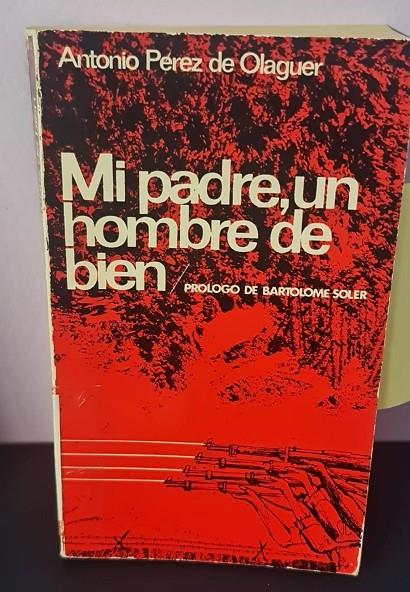 Antonio Pérez de Olaguer
Mi padre, un
hombre de
bien / PROLOGO DE BARTOLOME SOLER